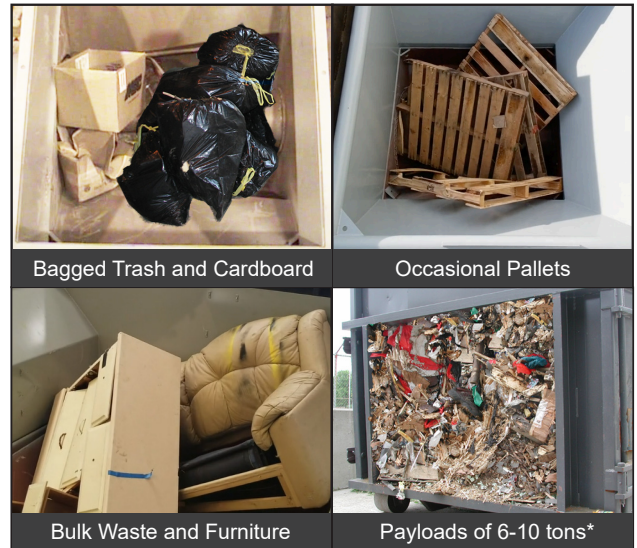 Bagged Trash and Cardboard
Occasional Pallets
Bulk Waste and Furniture
Payloads of 6-10 tons*